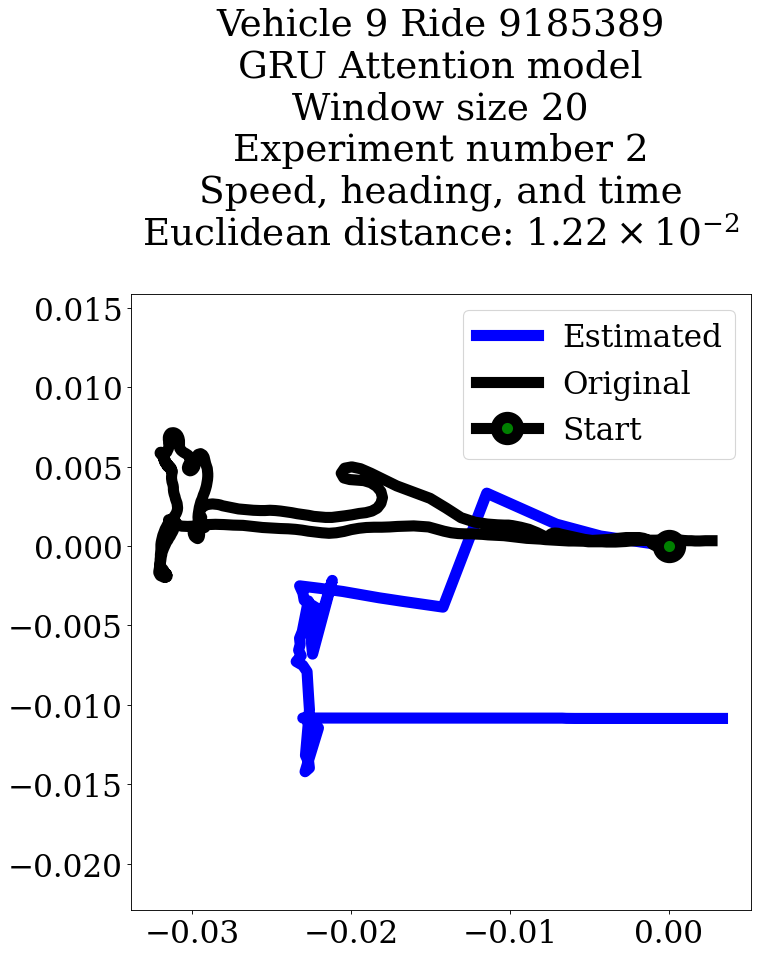 Vehicle 9 Ride 9185389
GRU Attention model
Window size 20
Experiment number 2
Speed, heading, and time
Euclidean distance: 1.22 × 10⁻²
Estimated
Original
Start
0.015
0.010
0.005
0.000
−0.005
−0.010
−0.015
−0.020
−0.03
−0.02
−0.01
0.00